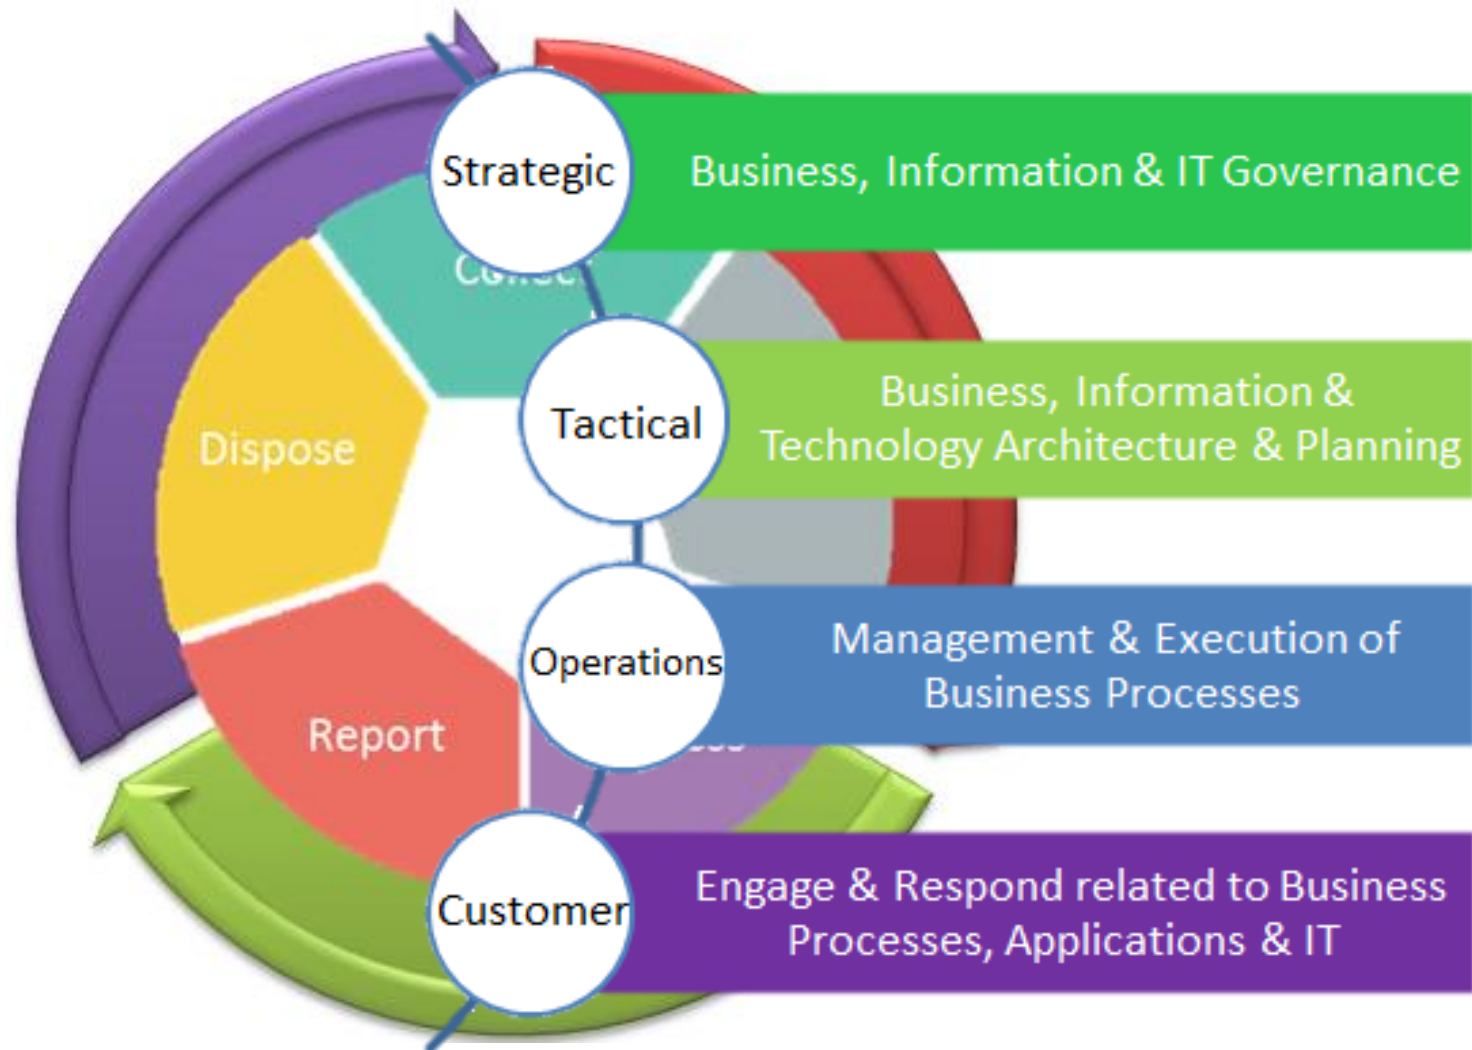 Strategic
Business, Information & IT Governance
Collect
Tactical
Business, Information &
Technology Architecture & Planning
Dispose
Operations
Management & Execution of
Business Processes
Report
Customer
Engage & Respond related to Business
Processes, Applications & IT